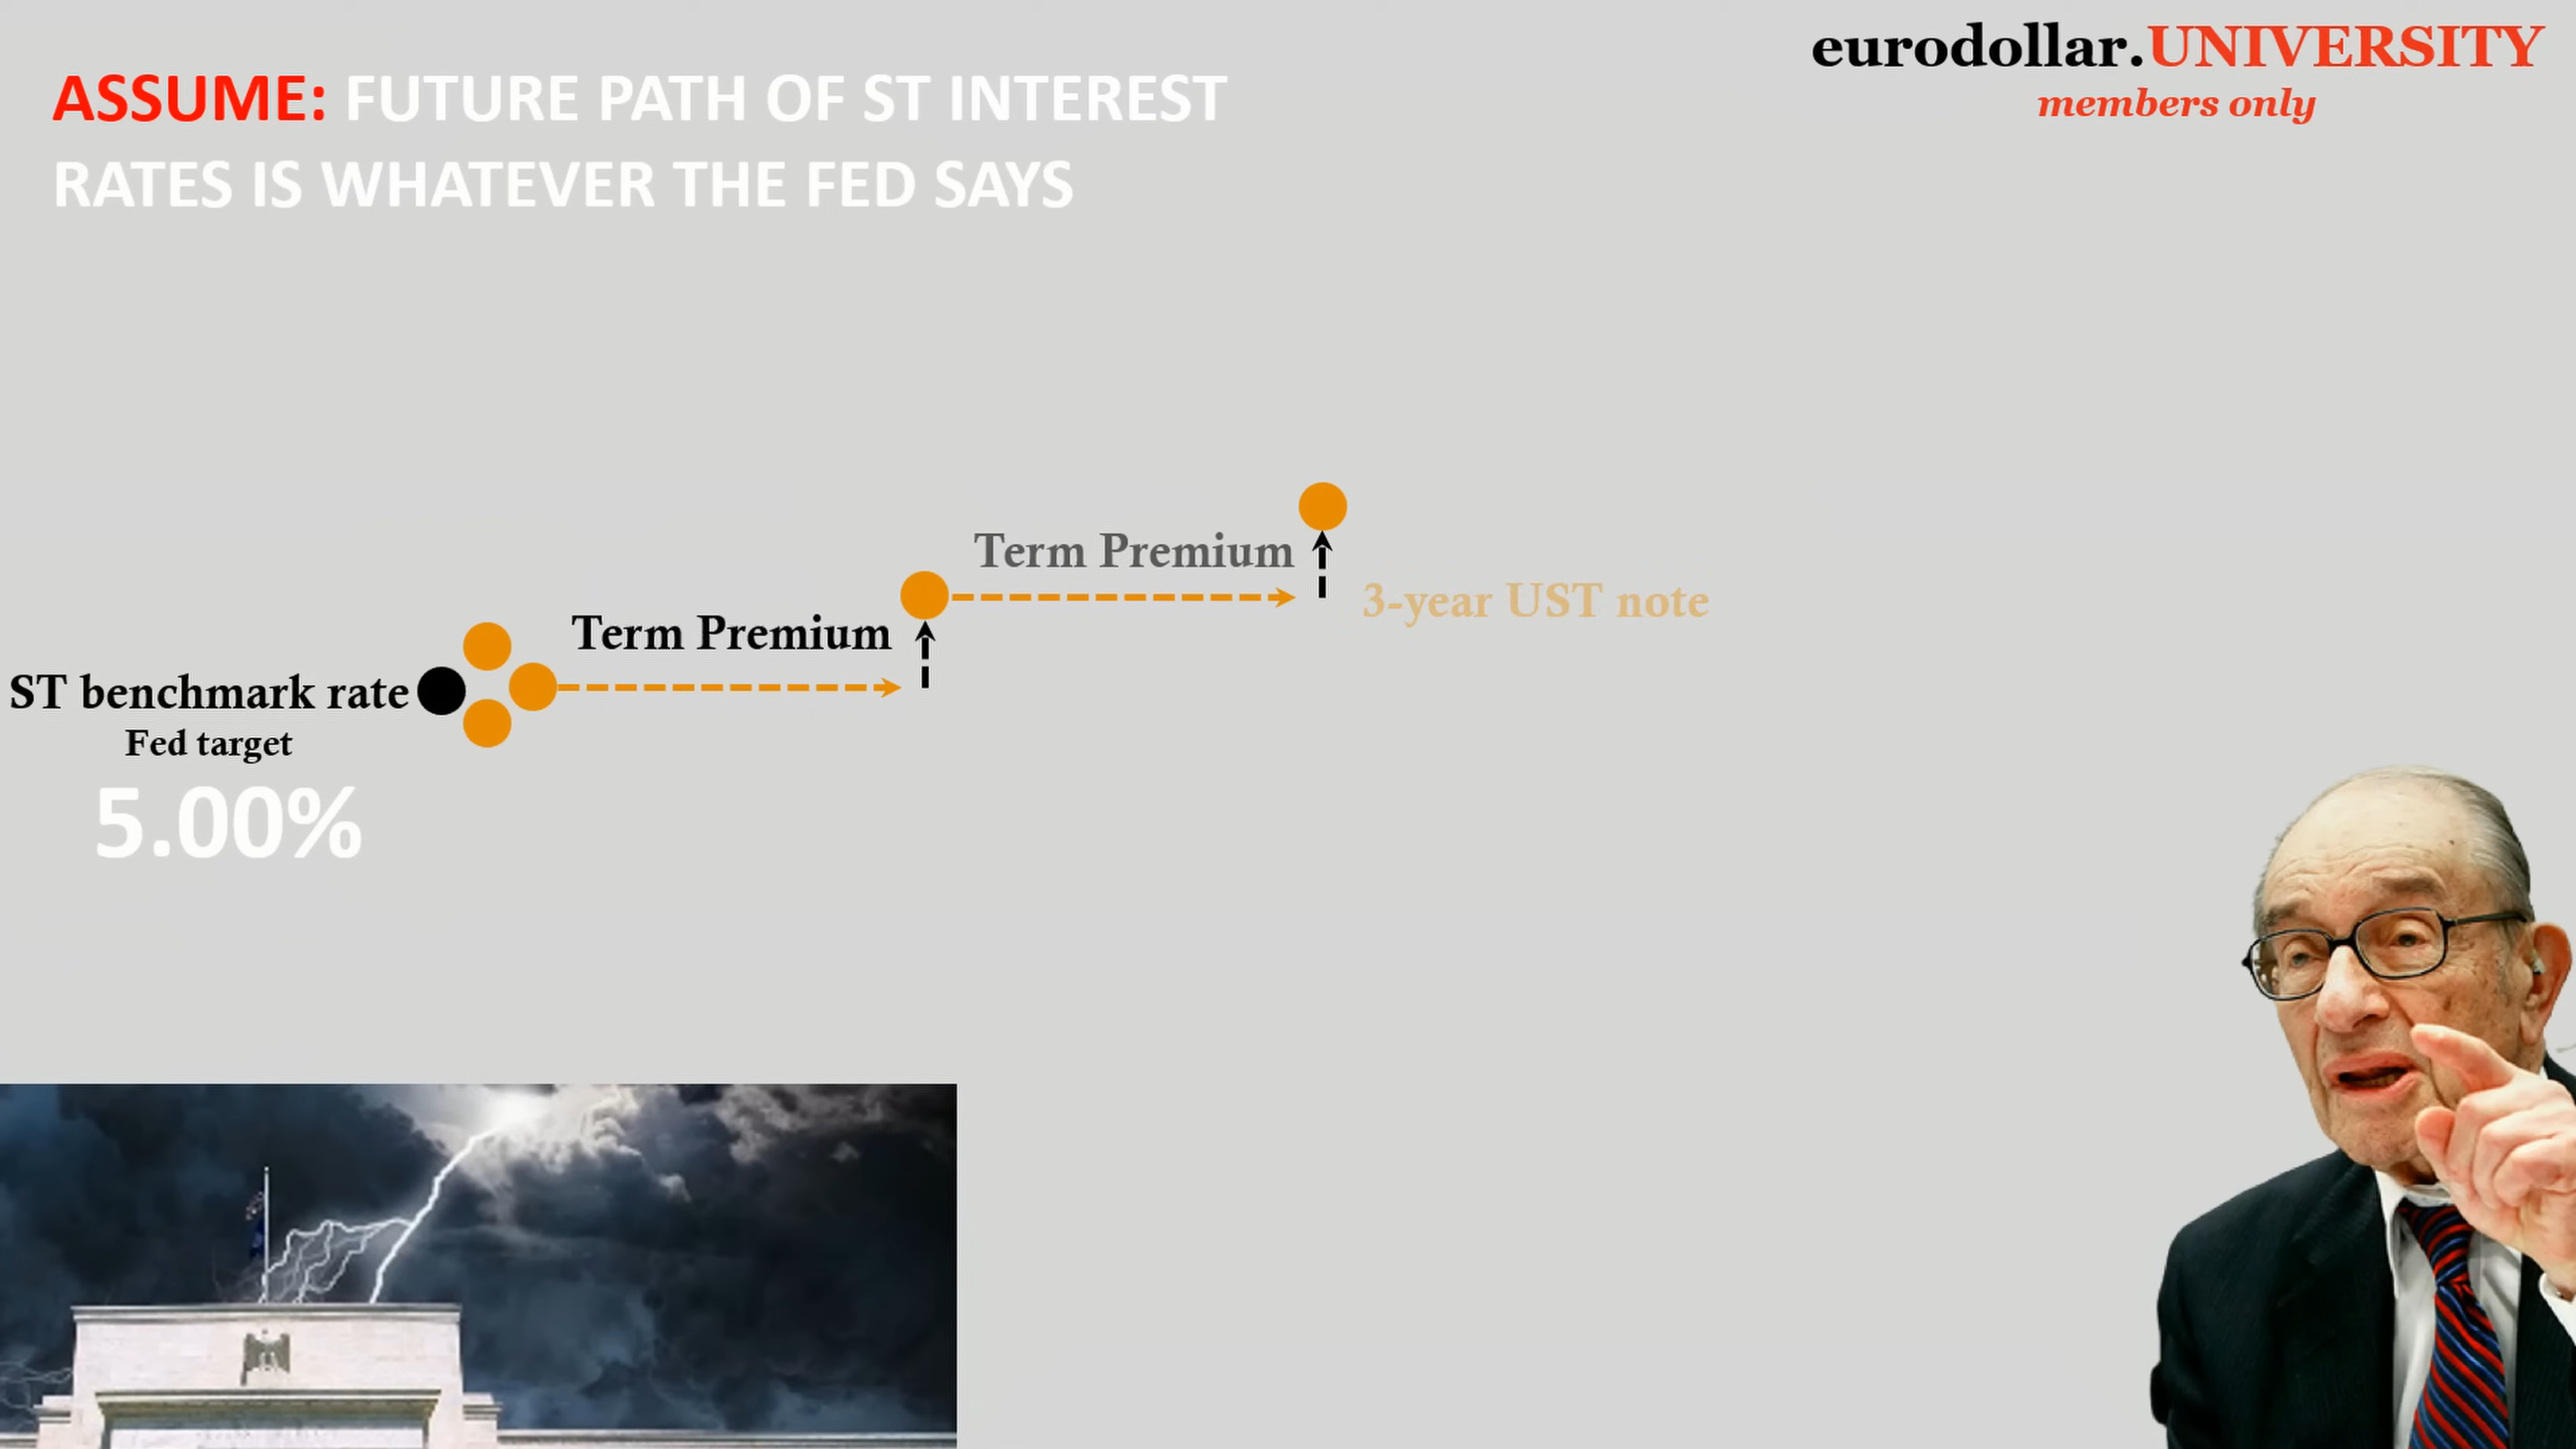 eurodollar.UNIVERSITY
members only
ASSUME: FUTURE PATH OF ST INTEREST
RATES IS WHATEVER THE FED SAYS
Term Premium
3-year UST note
Term Premium
ST benchmark rate
Fed target
5.00%